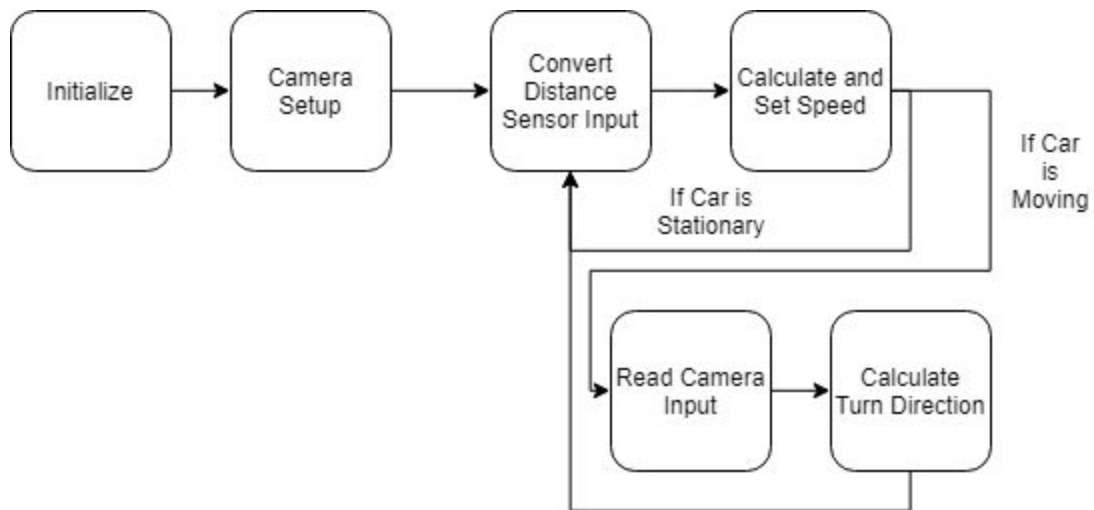 Initialize
Camera
Setup
Convert
Distance
Sensor Input
Calculate and
Set Speed
If Car
is
Moving
If Car is
Stationary
Read Camera
Input
Calculate
Turn Direction